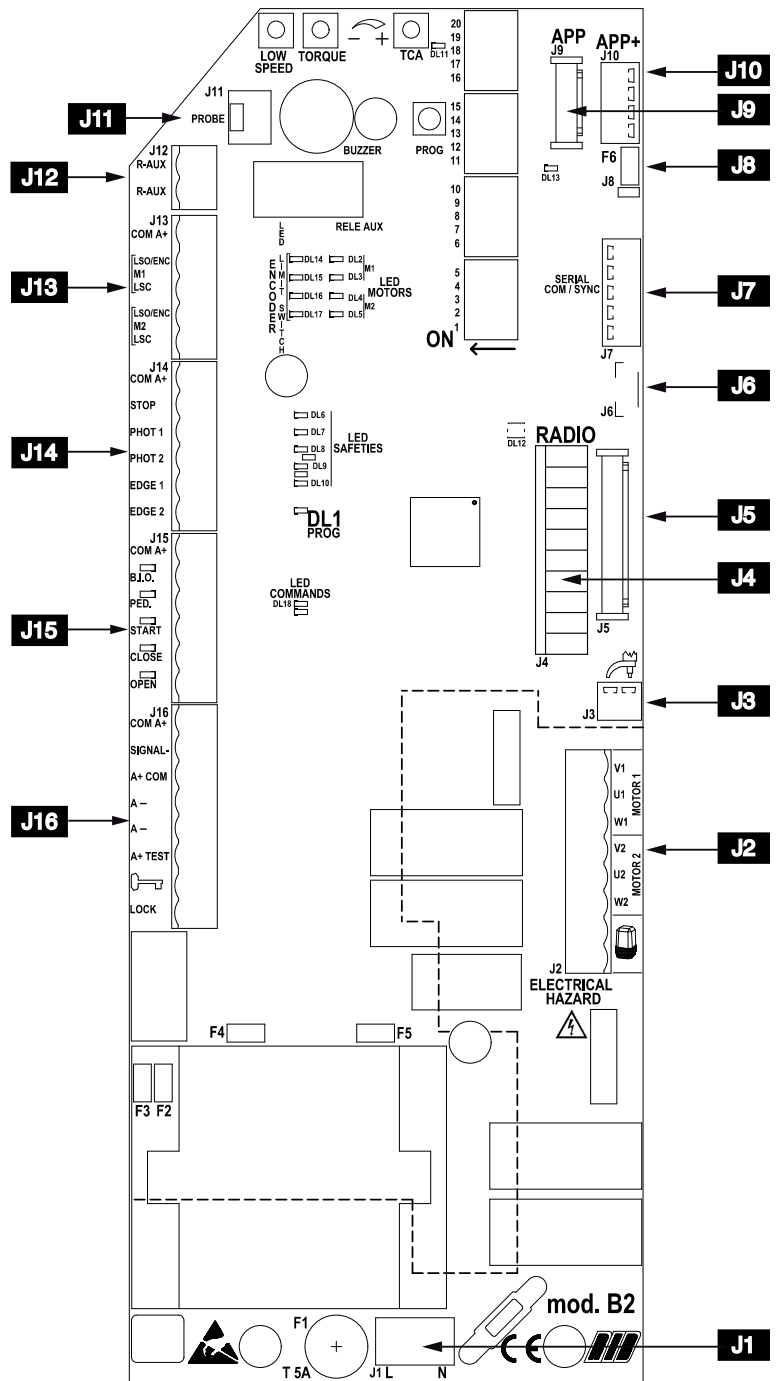 LOW SPEED
TORQUE
− +
TCA
DL11
20
19
18
17
16
APP
J9
APP+
J10
J10
J9
J11
J11
PROBE
BUZZER
PROG
15
14
13
12
11
F6
J8
J8
DL13
J12
J12
R-AUX
R-AUX
RELE AUX
10
9
8
7
6
J13
J13
COM A+
LSO/ENC
M1
LSC
LSO/ENC
M2
LSC
LED LIMIT SWITCH
ENCODER
DL14
DL15
DL16
DL17
DL2
DL3
DL4
DL5
M1
M2
LED MOTORS
5
4
3
2
1
ON
SERIAL COM / SYNC
J7
J7
J6
J6
J14
J14
COM A+
STOP
PHOT 1
PHOT 2
EDGE 1
EDGE 2
DL6
DL7
DL8
DL9
DL10
LED SAFETIES
DL1
PROG
DL12
RADIO
J5
J5
J4
J4
J15
J15
COM A+
B.I.O.
PED.
START
CLOSE
OPEN
LED COMMANDS
DL18
J3
J3
J16
J16
COM A+
SIGNAL-
A+ COM
A −
A −
A+ TEST
LOCK
V1
U1
W1
MOTOR 1
V2
U2
W2
MOTOR 2
J2
J2
ELECTRICAL HAZARD
F4
F5
F3
F2
mod. B2
F1
T 5A
J1 L
N
CE
J1